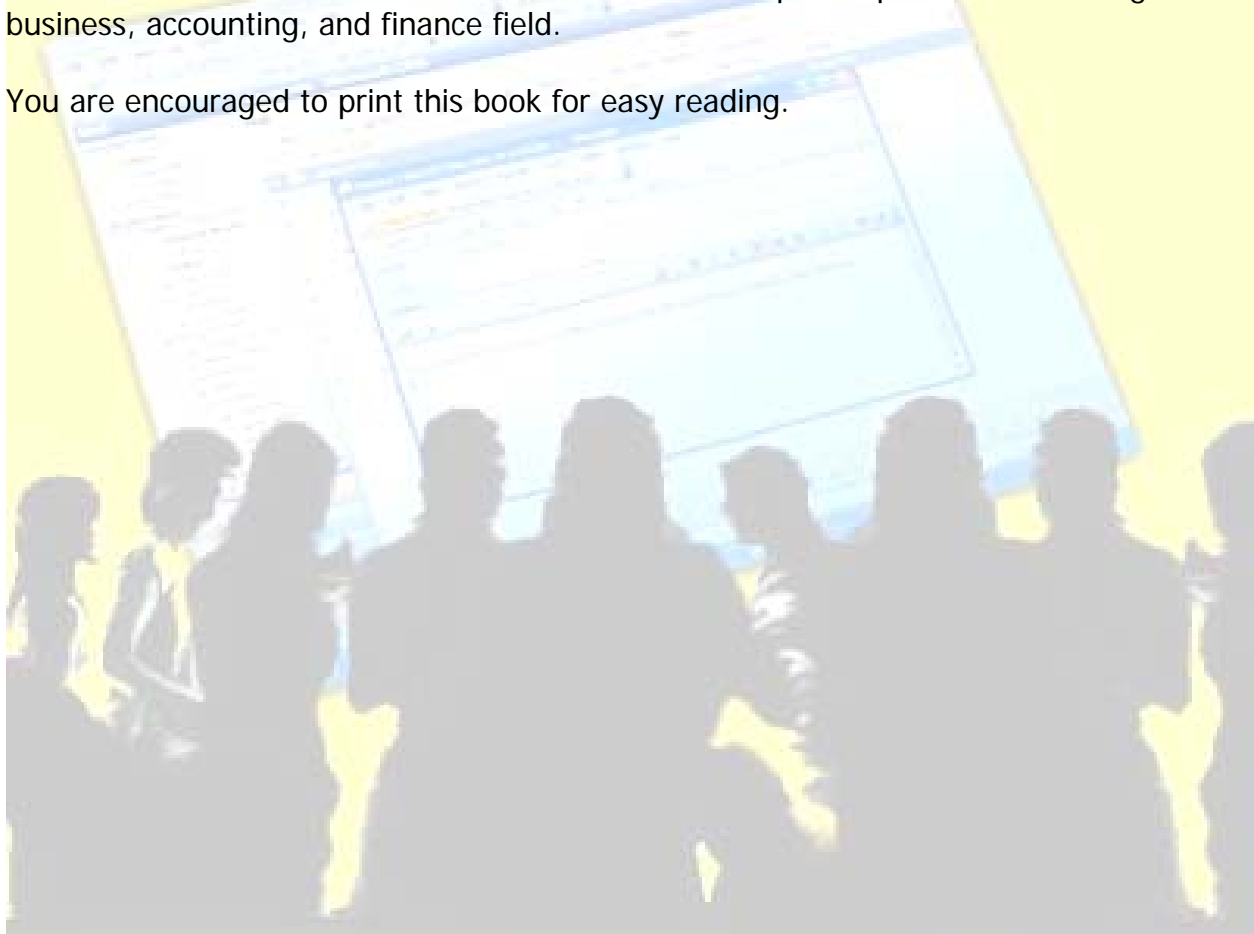 business, accounting, and finance field.
You are encouraged to print this book for easy reading.